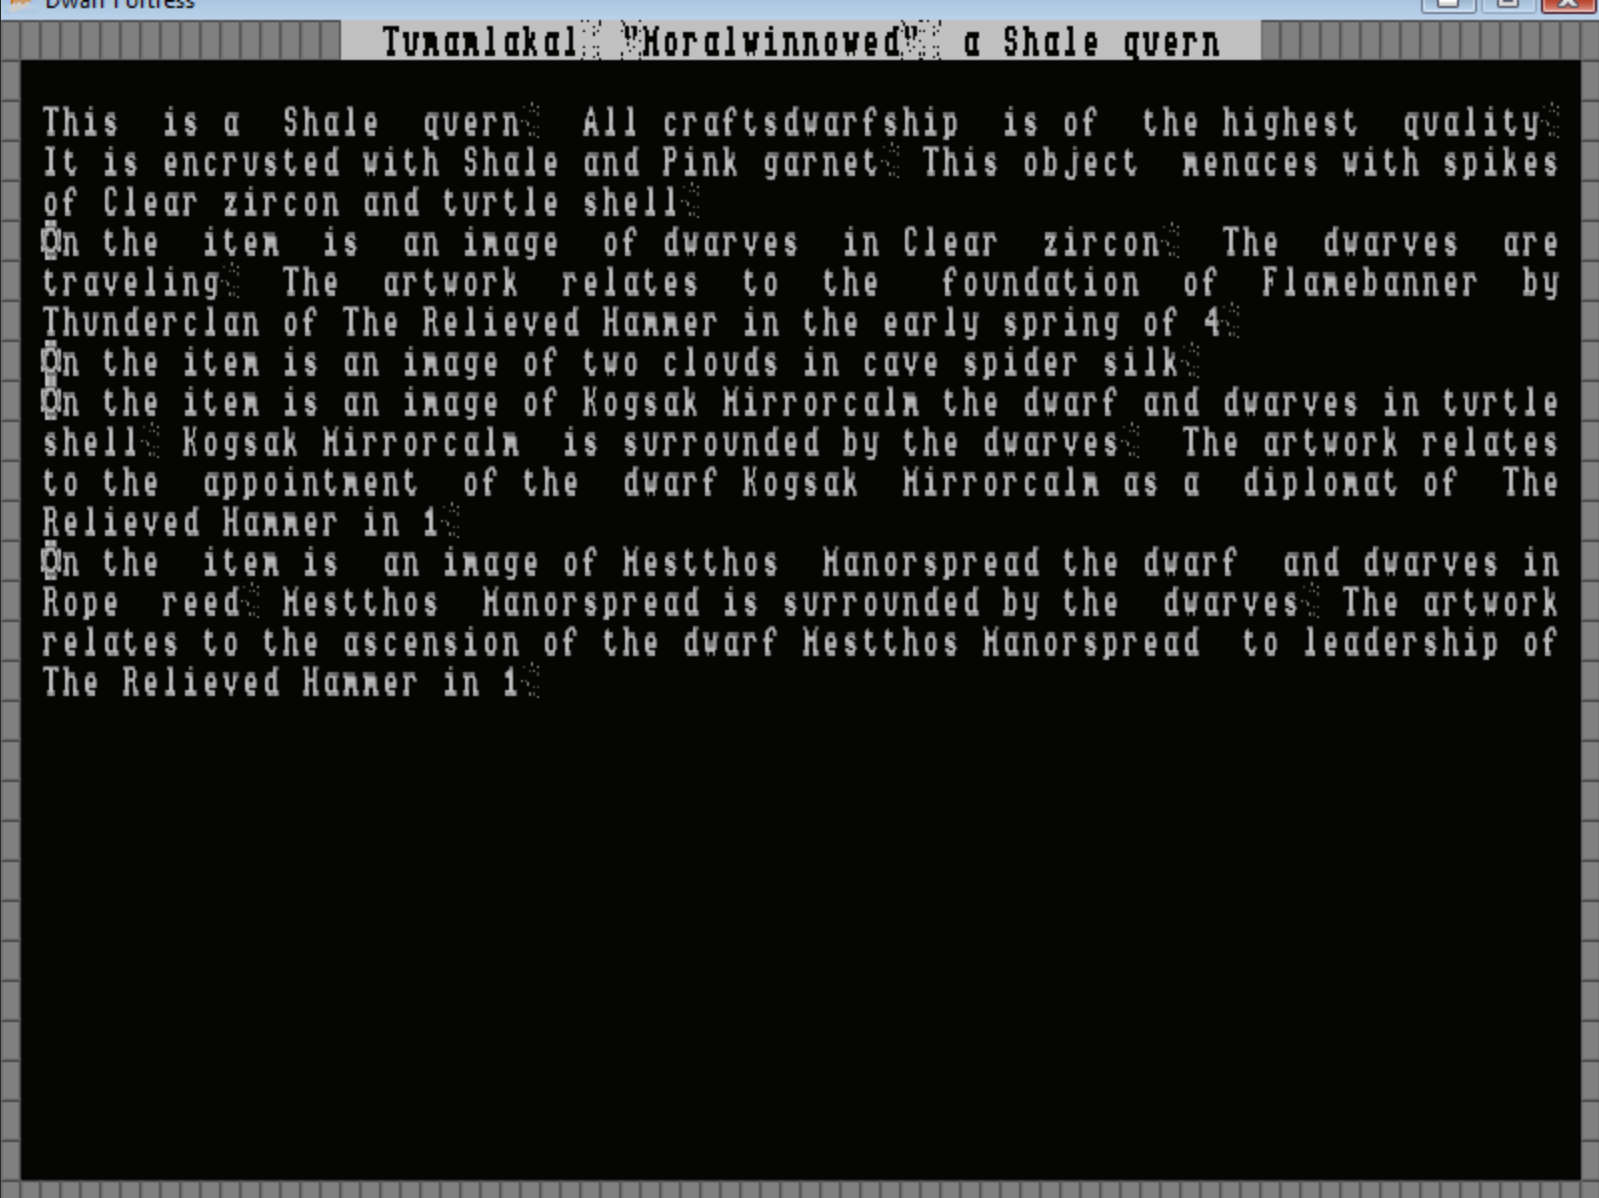 Dwarf Fortress
Tumamlakal, "Moralwinnowed", a Shale quern
This is a Shale quern. All craftsdwarfship is of the highest quality.
It is encrusted with Shale and Pink garnet. This object menaces with spikes
of Clear zircon and turtle shell.
On the item is an image of dwarves in Clear zircon. The dwarves are
traveling. The artwork relates to the foundation of Flamebanner by
Thunderclan of The Relieved Hammer in the early spring of 4.
On the item is an image of two clouds in cave spider silk.
On the item is an image of Kogsak Mirrorcalm the dwarf and dwarves in turtle
shell. Kogsak Mirrorcalm is surrounded by the dwarves. The artwork relates
to the appointment of the dwarf Kogsak Mirrorcalm as a diplomat of The
Relieved Hammer in 1.
On the item is an image of Mestthos Manorspread the dwarf and dwarves in
Rope reed. Mestthos Manorspread is surrounded by the dwarves. The artwork
relates to the ascension of the dwarf Mestthos Manorspread to leadership of
The Relieved Hammer in 1.